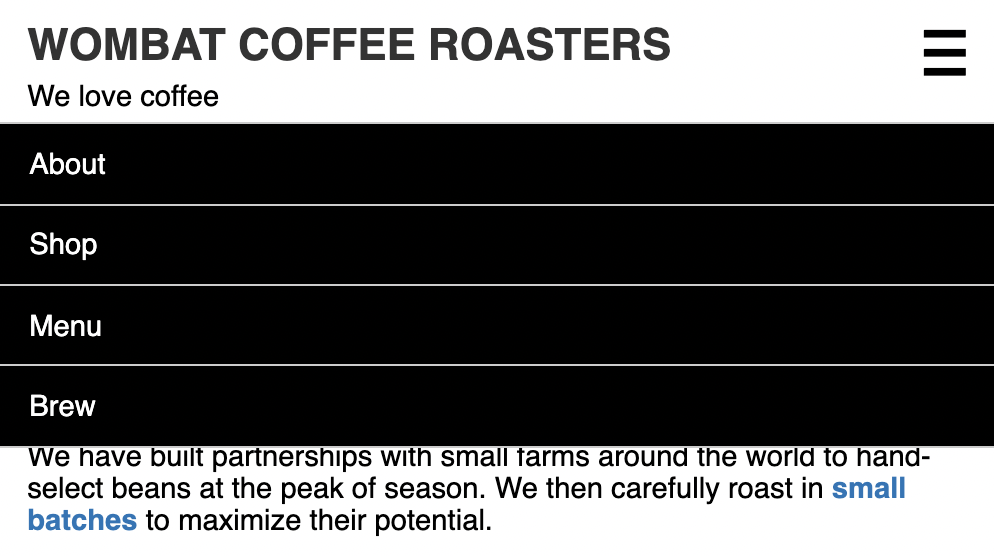 WOMBAT COFFEE ROASTERS
We love coffee
About
Shop
Menu
Brew
We have built partnerships with small farms around the world to hand-
select beans at the peak of season. We then carefully roast in small
batches to maximize their potential.